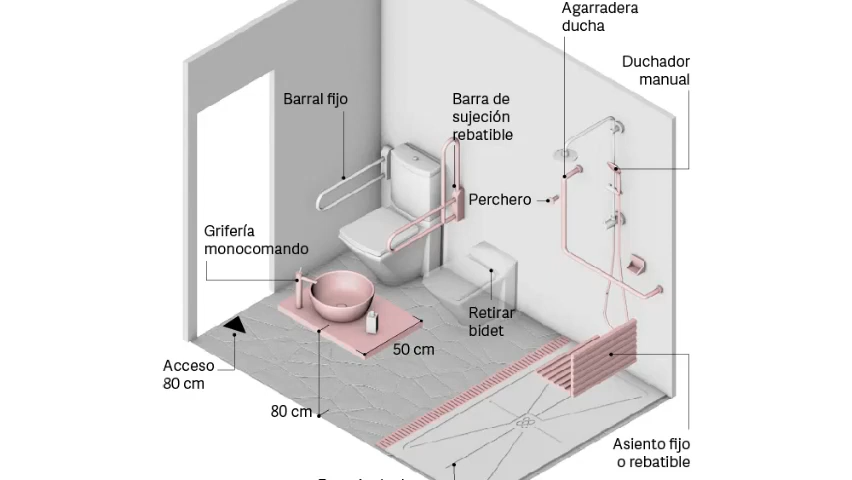 Agarradera
ducha
Duchador
manual
Barral fijo
Barra de
sujeción
rebatible
Perchero
Grifería
monocomando
Retirar
bidet
50 cm
Acceso
80 cm
80 cm
Asiento fijo
o rebatible